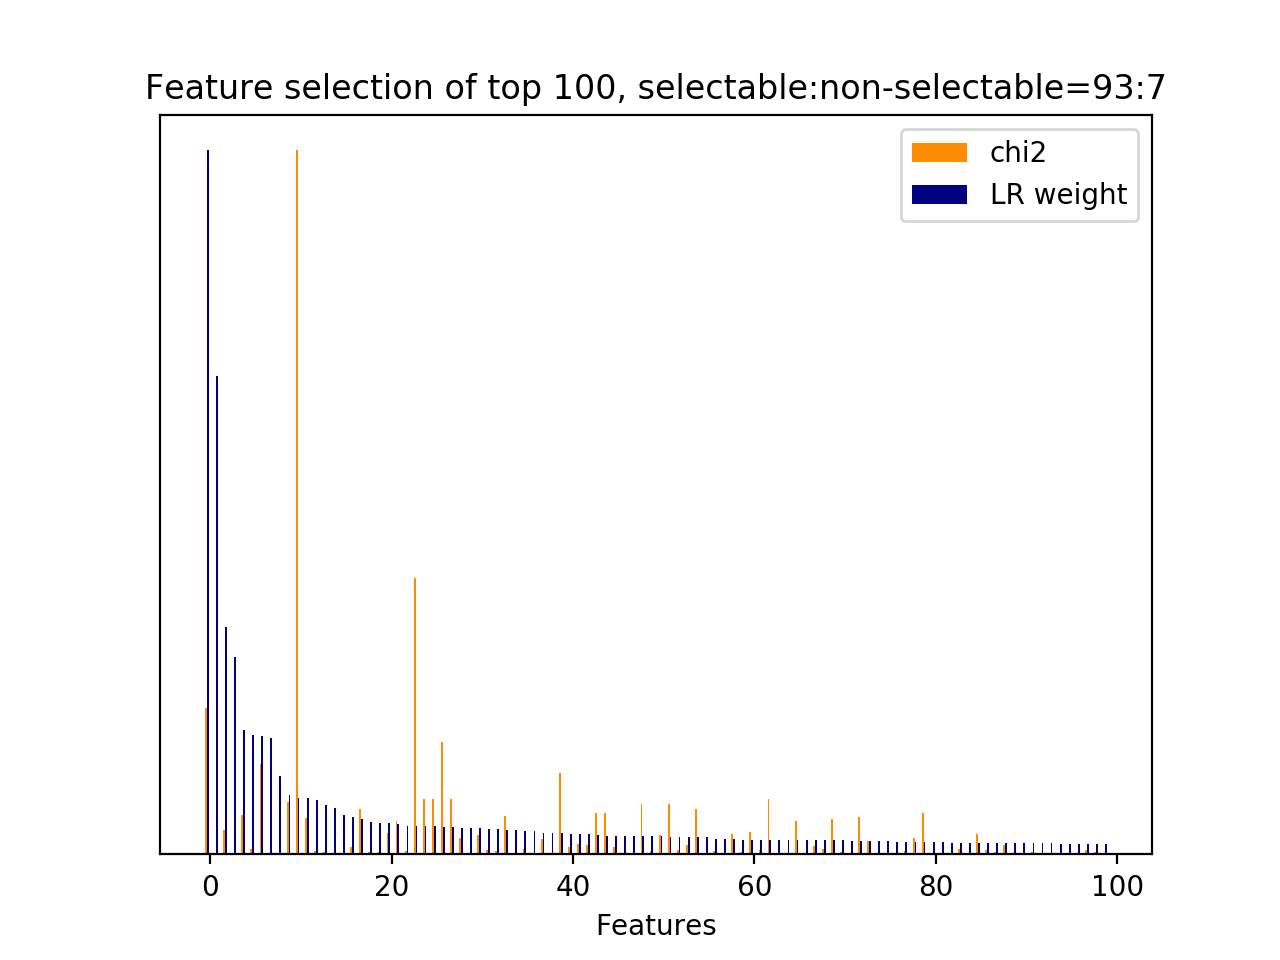 Feature selection of top 100, selectable:non-selectable=93:7
chi2
LR weight
0 20 40 60 80 100
Features